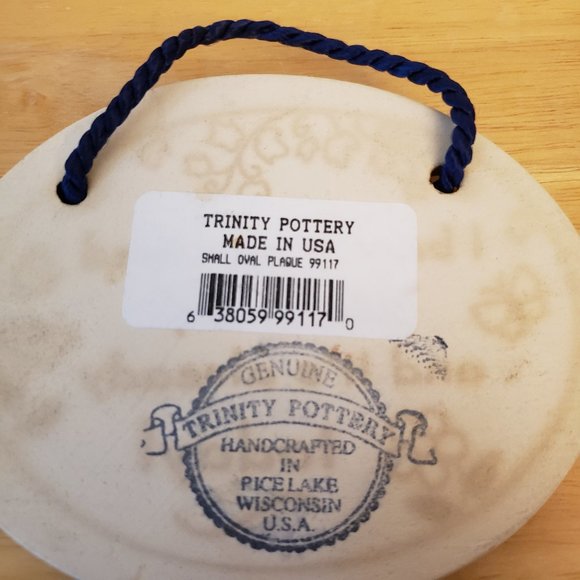 TRINITY POTTERY
MADE IN USA
SMALL OVAL PLAQUE 99117
6 38059 99117 0
GENUINE
TRINITY POTTERY
HANDCRAFTED
IN
RICE LAKE
WISCONSIN
U.S.A.